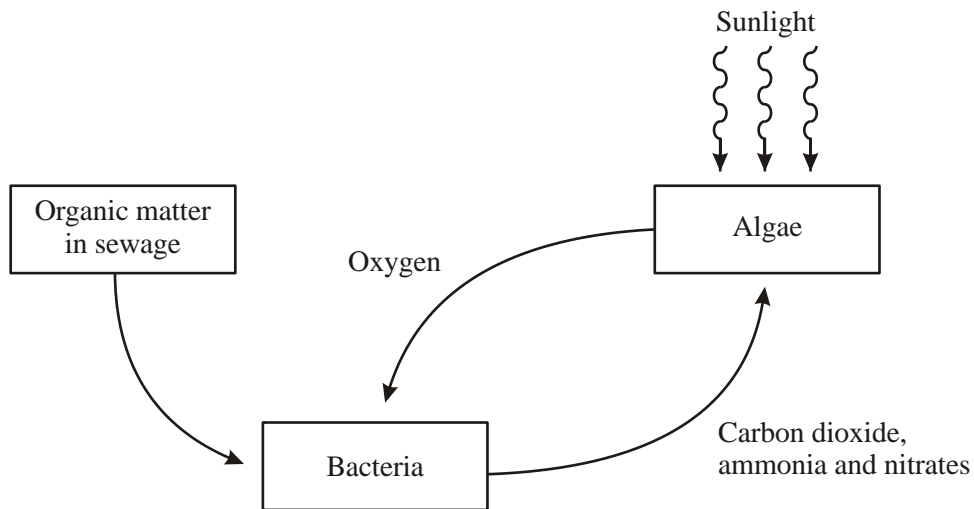 Sunlight
Organic matter
in sewage
Algae
Oxygen
Bacteria
Carbon dioxide,
ammonia and nitrates